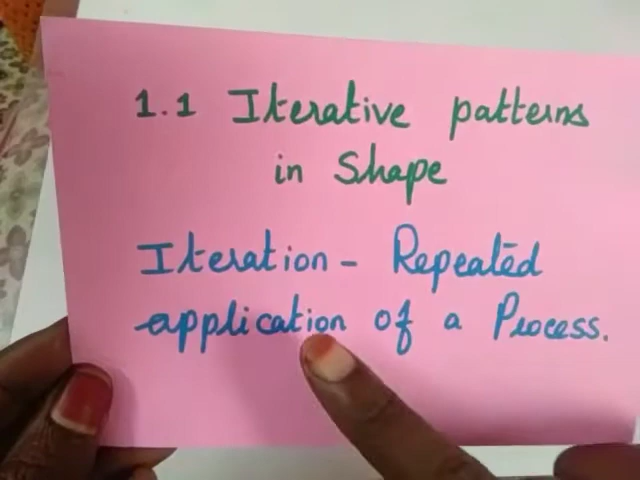 1.1 Iterative patterns
in Shape
Iteration - Repeated
application of a Process.